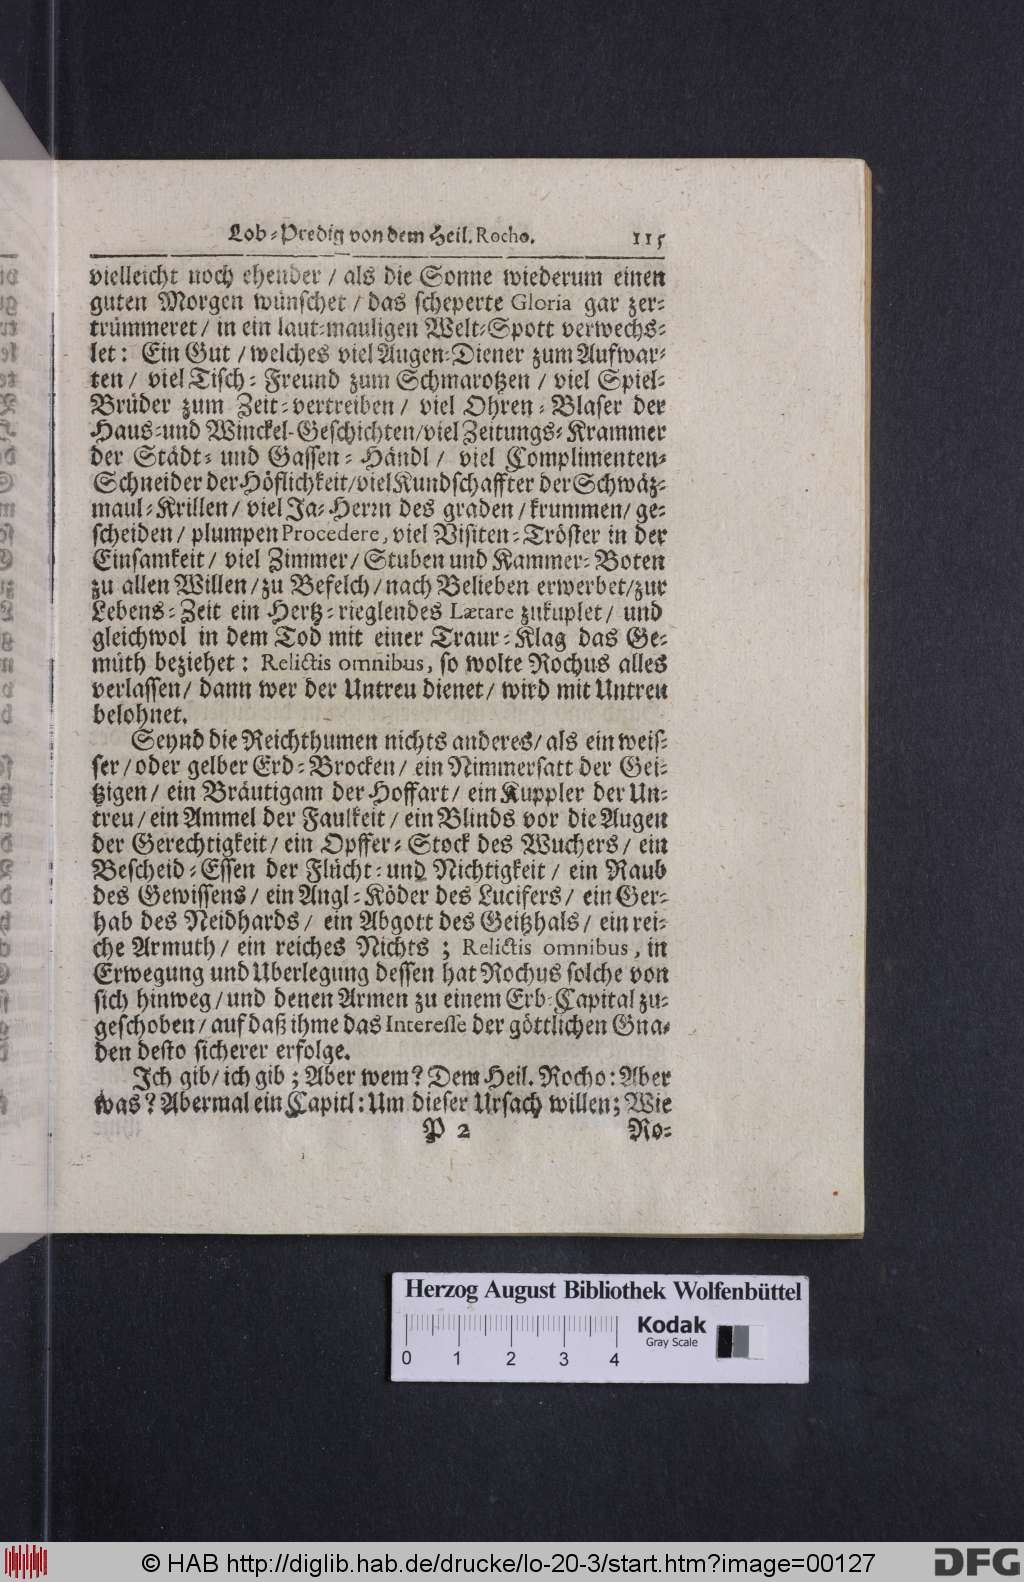 Lob-Predig von dem Heil. Rocho. 115
vielleicht noch ehender / als die Sonne wiederum einen
guten Morgen wünschet / das scheperte Gloria gar zer-
trümmeret / in ein laut-mauligen Welt-Spott verwechs-
let: Ein Gut / welches viel Augen-Diener zum Aufwar-
ten / viel Tisch-Freund zum Schmarotzen / viel Spiel-
Brüder zum Zeit-vertreiben / viel Ohren-Blaser der
Haus-und Winckel-Geschichten / viel Zeitungs-Krammer
der Städt- und Gassen-Händl / viel Complimenten-
Schneider der Höflichkeit / viel Kundschaffter der Schwäz-
maul-Krillen / viel Ja-Herrn des graden / krummen / ge-
scheiden / plumpen Procedere, viel Visiten-Tröster in der
Einsamkeit / viel Zimmer / Stuben und Kammer-Boten
zu allen Willen / zu Befelch / nach Belieben erwerbet / zur
Lebens-Zeit ein Hertz-rieglendes Lætare zukuplet / und
gleichwol in dem Tod mit einer Traur-Klag das Ge-
müth beziehet: Relictis omnibus, so wolte Rochus alles
verlassen / dann wer der Untreu dienet / wird mit Untreu
belohnet.
Seynd die Reichthumen nichts anderes / als ein weis-
ser / oder gelber Erd-Brocken / ein Nimmersatt der Gei-
tzigen / ein Bräutigam der Hoffart / ein Kuppler der Un-
treu / ein Ammel der Faulkeit / ein Blinds vor die Augen
der Gerechtigkeit / ein Opffer-Stock des Wuchers / ein
Bescheid-Essen der Flücht-und Nichtigkeit / ein Raub
des Gewissens / ein Angl-Köder des Lucifers / ein Ger-
hab des Neidhards / ein Abgott des Geitzhals / ein rei-
che Armuth / ein reiches Nichts; Relictis omnibus, in
Erwegung und Uberlegung dessen hat Rochus solche von
sich hinweg / und denen Armen zu einem Erb-Capital zu-
geschoben / auf daß ihme das Interesse der göttlichen Gna-
den desto sicherer erfolge.
Ich gib / ich gib; Aber wem? Dem Heil. Rocho: Aber
was? Abermal ein Capitl: Um dieser Ursach willen; Wie
P 2 Ro-
Herzog August Bibliothek Wolfenbüttel
Kodak
Gray Scale
0 1 2 3 4
© HAB http://diglib.hab.de/drucke/lo-20-3/start.htm?image=00127
DFG